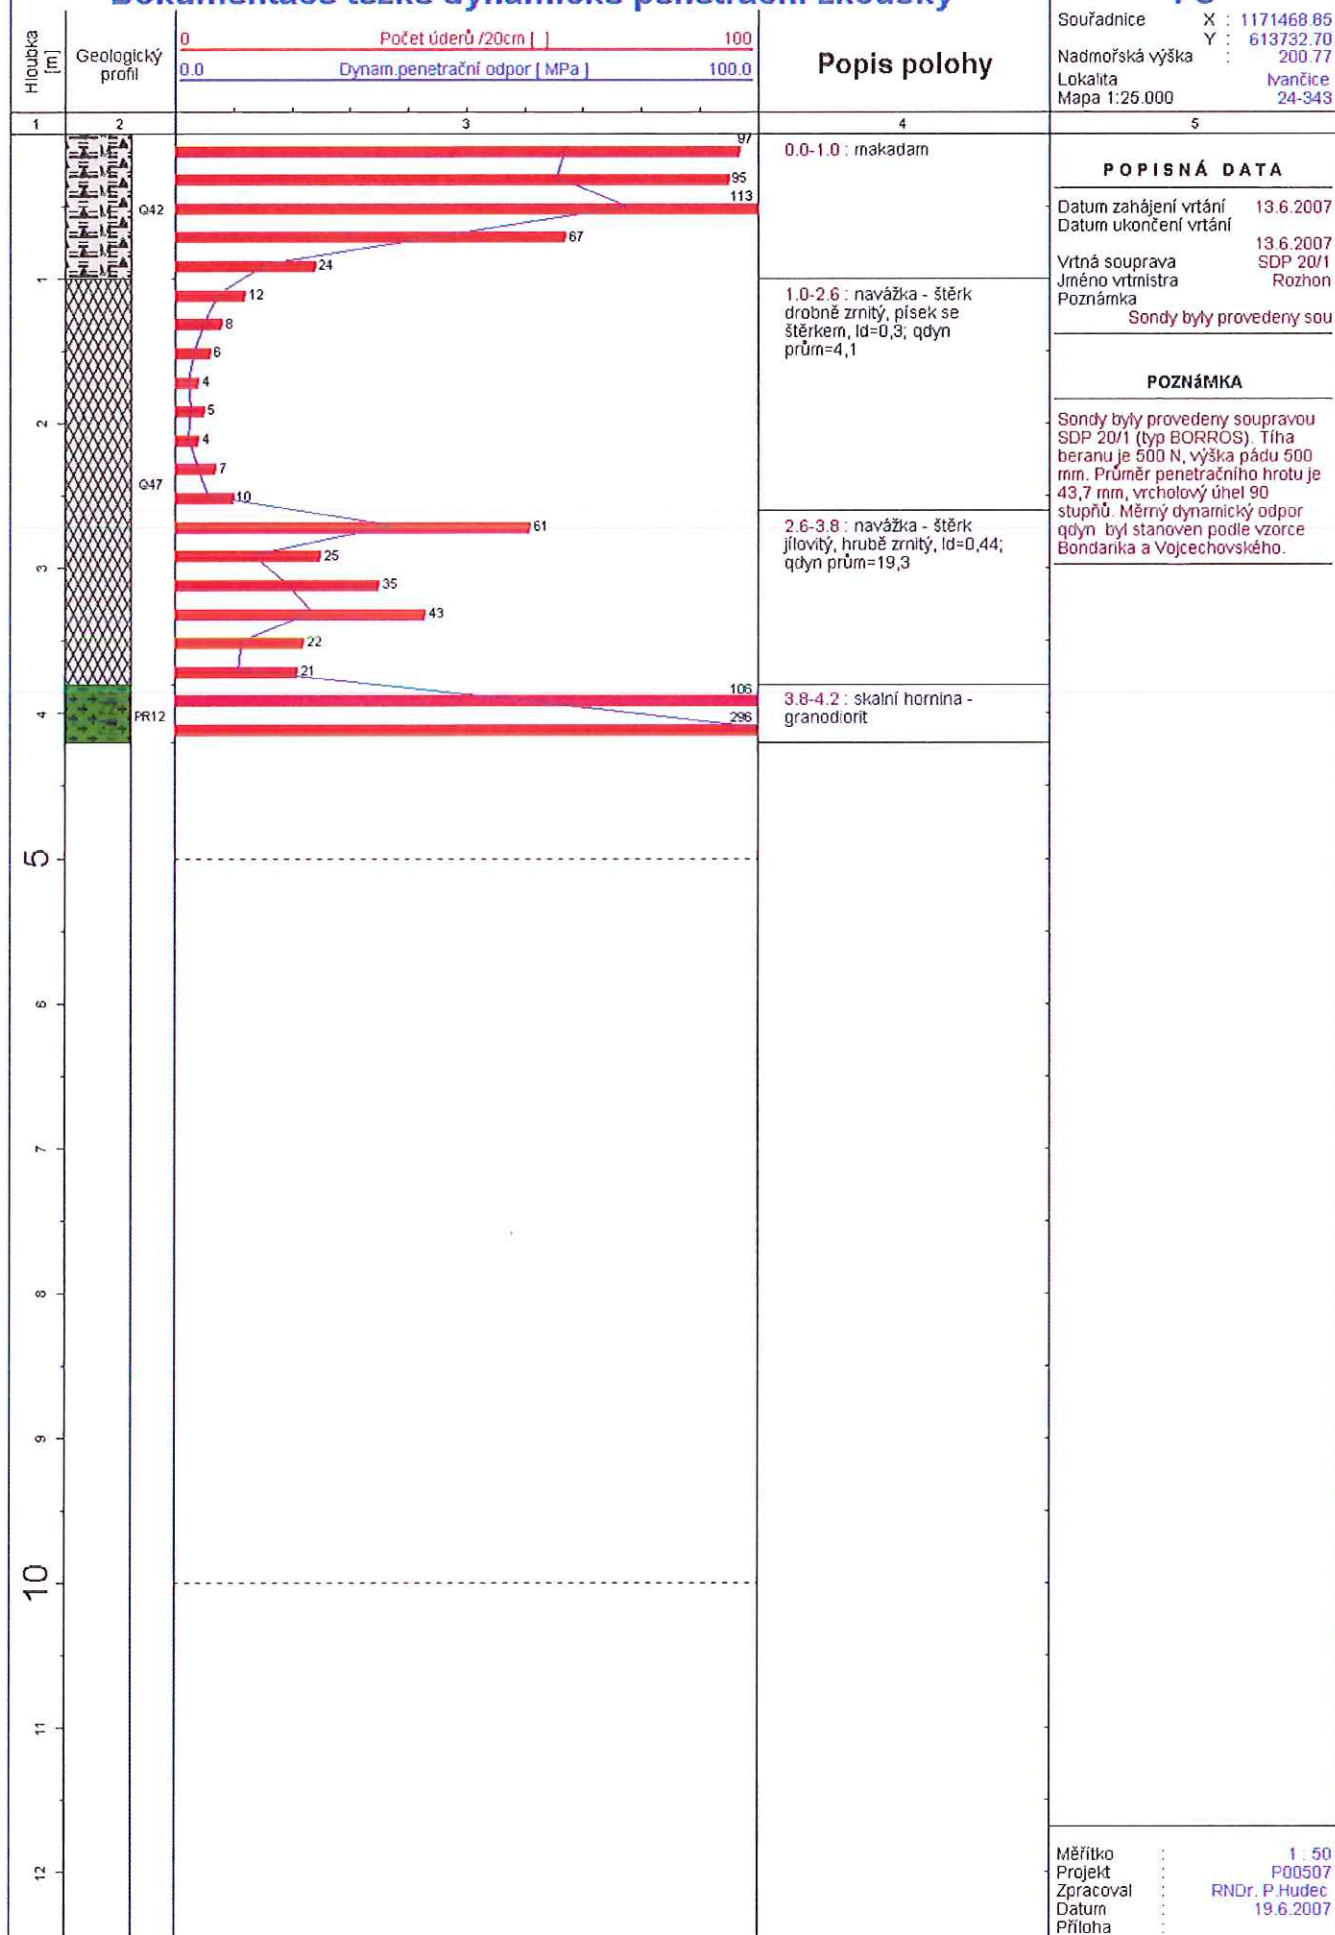 Dokumentace těžké dynamické penetrační zkoušky
Hloubka
[m]
Geologický
profil
0 Počet úderů /20cm [ ] 100
0.0 Dynam.penetrační odpor [ MPa ] 100.0
Popis polohy
Souřadnice X : 1171468.85
Y : 613732.70
Nadmořská výška : 200.77
Lokalita Ivančice
Mapa 1:25.000 24-343
1 2 3 4 5
97
95
113
67
24
12
8
6
4
5
4
7
10
61
25
35
43
22
21
106
296
Q42
Q47
PR12
1
2
3
4
5
6
7
8
9
10
11
12
0.0-1.0 : makadam
1.0-2.6 : navážka - štěrk
drobně zrnitý, písek se
štěrkem, Id=0,3; qdyn
prům=4,1
2.6-3.8 : navážka - štěrk
jílovitý, hrubě zrnitý, Id=0,44;
qdyn prům=19,3
3.8-4.2 : skalní hornina -
granodiorit
POPISNÁ DATA
Datum zahájení vrtání 13.6.2007
Datum ukončení vrtání
13.6.2007
Vrtná souprava SDP 20/1
Jméno vrtmistra Rozhon
Poznámka
Sondy byly provedeny sou
POZNáMKA
Sondy byly provedeny soupravou
SDP 20/1 (typ BORROS). Tíha
beranu je 500 N, výška pádu 500
mm. Průměr penetračního hrotu je
43,7 mm, vrcholový úhel 90
stupňů. Měrný dynamický odpor
qdyn byl stanoven podle vzorce
Bondarika a Vojcechovského.
Měřítko : 1 : 50
Projekt : P00507
Zpracoval : RNDr. P.Hudec
Datum : 19.6.2007
Příloha :